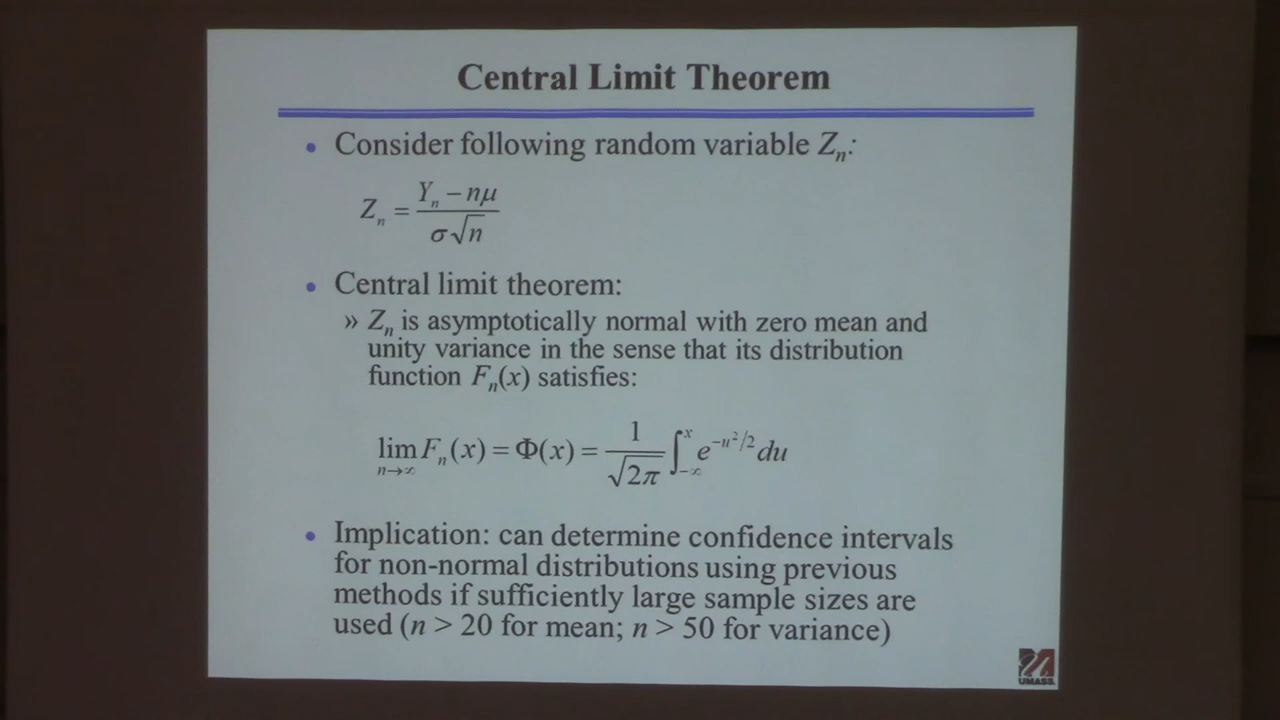 Central Limit Theorem
• Consider following random variable Zₙ:
Zₙ = (Yₙ − nμ) / (σ√n)
• Central limit theorem:
» Zₙ is asymptotically normal with zero mean and
unity variance in the sense that its distribution
function Fₙ(x) satisfies:
lim n→∞ Fₙ(x) = Φ(x) = 1/√2π ∫₋∞ˣ e^(−u²/2) du
• Implication: can determine confidence intervals
for non-normal distributions using previous
methods if sufficiently large sample sizes are
used (n > 20 for mean; n > 50 for variance)
UMASS